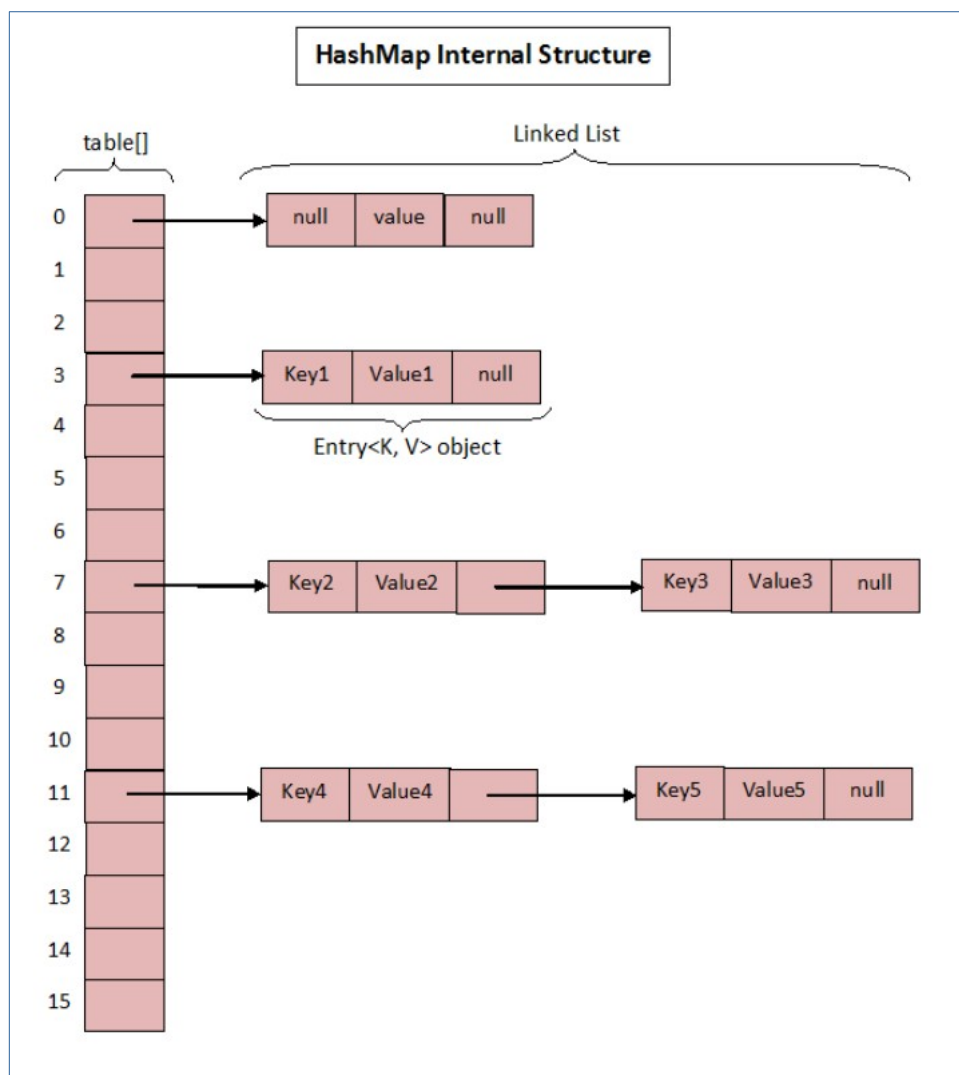 HashMap Internal Structure
table[]
Linked List
0
null value null
1
2
3
Key1 Value1 null
4
Entry<K, V> object
5
6
7
Key2 Value2 Key3 Value3 null
8
9
10
11
Key4 Value4 Key5 Value5 null
12
13
14
15